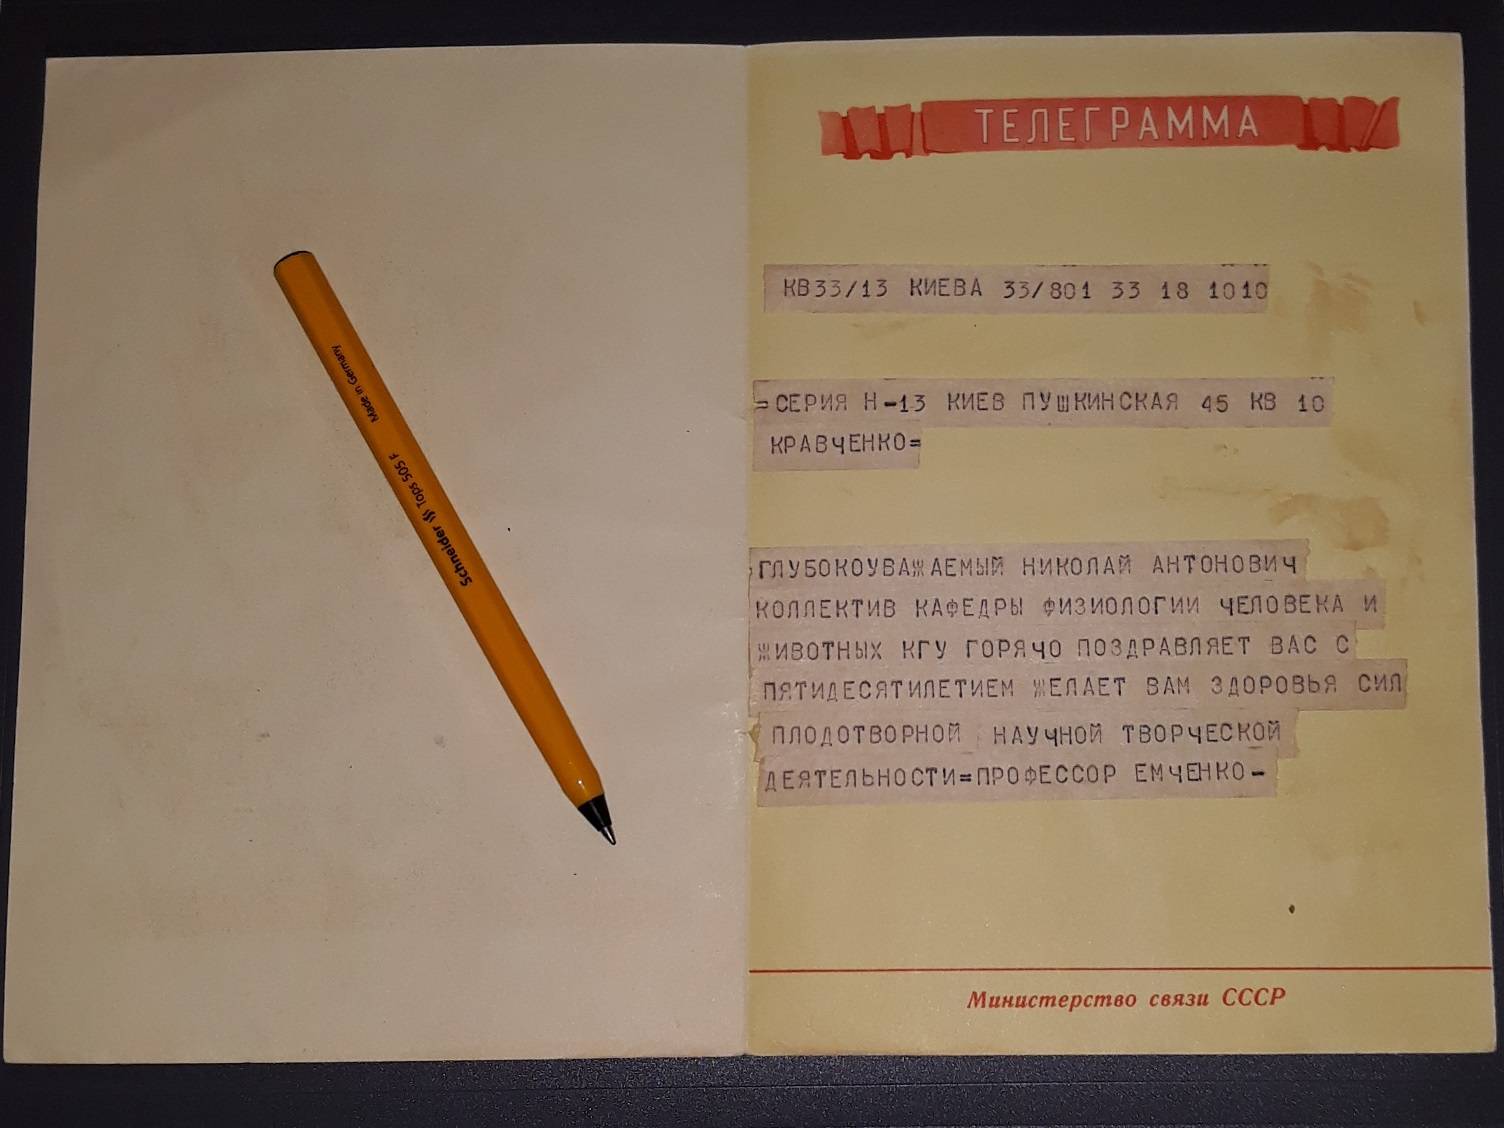 Made in Germany
Schneider Tops 505 F
ТЕЛЕГРАММА
КВ33/13 КИЕВА 33/801 33 18 1010
=СЕРИЯ Н-13 КИЕВ ПУШКИНСКАЯ 45 КВ 10
КРАВЧЕНКО=
ГЛУБОКОУВАЖАЕМЫЙ НИКОЛАЙ АНТОНОВИЧ
КОЛЛЕКТИВ КАФЕДРЫ ФИЗИОЛОГИИ ЧЕЛОВЕКА И
ЖИВОТНЫХ КГУ ГОРЯЧО ПОЗДРАВЛЯЕТ ВАС С
ПЯТИДЕСЯТИЛЕТИЕМ ЖЕЛАЕТ ВАМ ЗДОРОВЬЯ СИЛ
ПЛОДОТВОРНОЙ НАУЧНОЙ ТВОРЧЕСКОЙ
ДЕЯТЕЛЬНОСТИ=ПРОФЕССОР ЕМЧЕНКО-
Министерство связи СССР